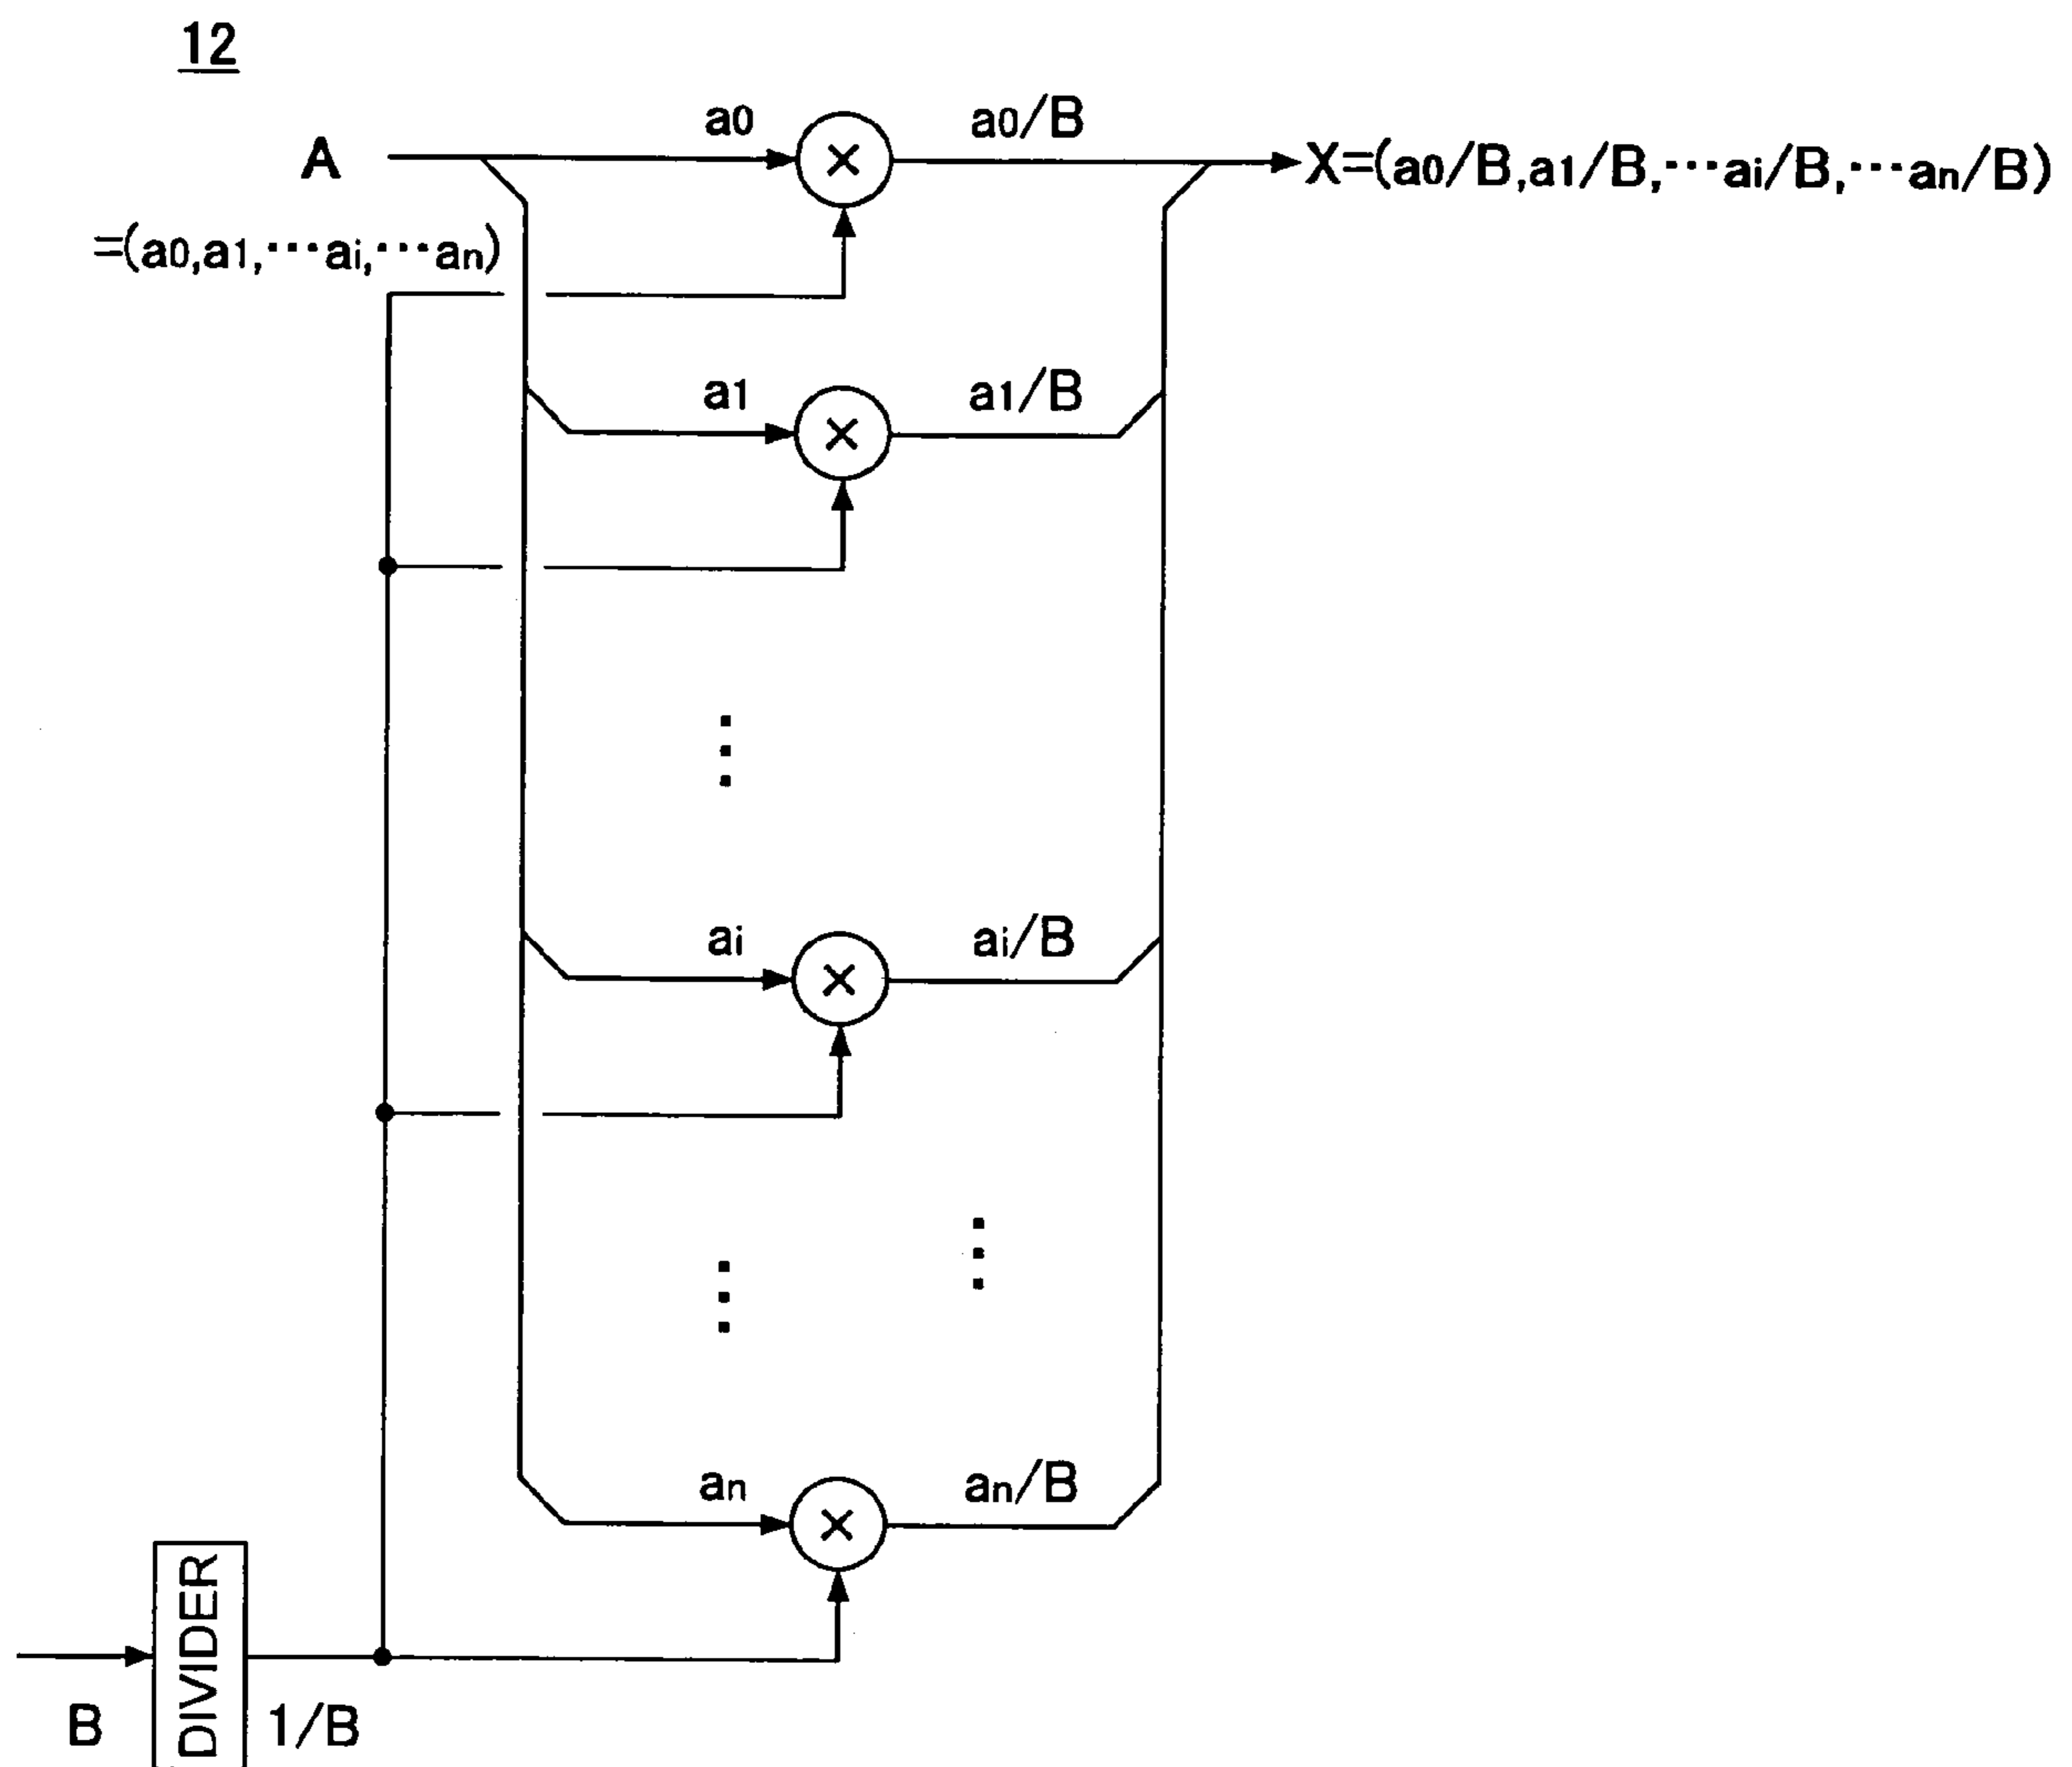 12
A
=(a0,a1,···ai,···an)
a0
×
a0/B
X=(a0/B,a1/B,···ai/B,···an/B)
a1
×
a1/B
ai
×
ai/B
an
×
an/B
B
DIVIDER
1/B